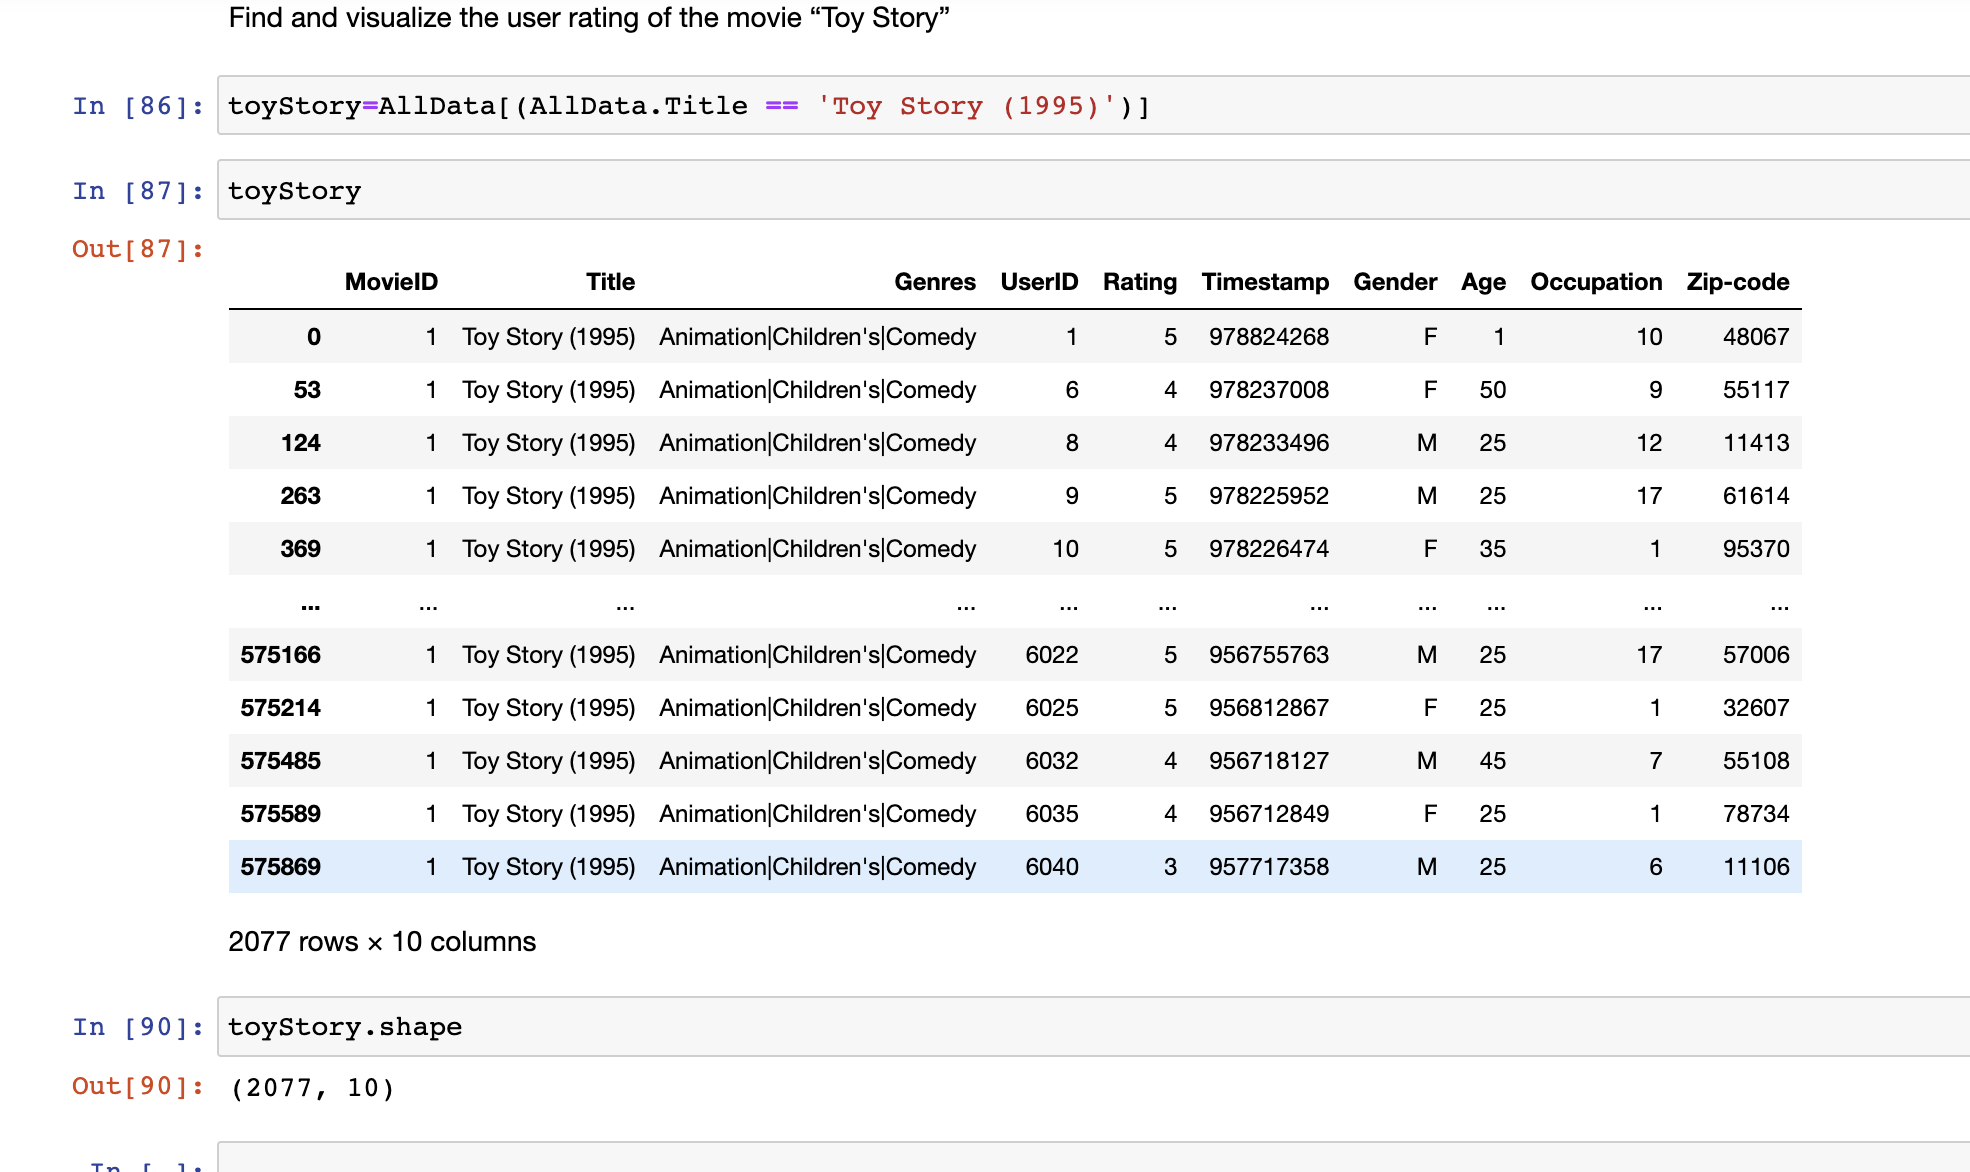 Find and visualize the user rating of the movie “Toy Story”
In [86]: toyStory=AllData[(AllData.Title == 'Toy Story (1995)')]
In [87]: toyStory
Out[87]:
MovieID Title Genres UserID Rating Timestamp Gender Age Occupation Zip-code
0 1 Toy Story (1995) Animation|Children's|Comedy 1 5 978824268 F 1 10 48067
53 1 Toy Story (1995) Animation|Children's|Comedy 6 4 978237008 F 50 9 55117
124 1 Toy Story (1995) Animation|Children's|Comedy 8 4 978233496 M 25 12 11413
263 1 Toy Story (1995) Animation|Children's|Comedy 9 5 978225952 M 25 17 61614
369 1 Toy Story (1995) Animation|Children's|Comedy 10 5 978226474 F 35 1 95370
... ... ... ... ... ... ... ... ... ... ...
575166 1 Toy Story (1995) Animation|Children's|Comedy 6022 5 956755763 M 25 17 57006
575214 1 Toy Story (1995) Animation|Children's|Comedy 6025 5 956812867 F 25 1 32607
575485 1 Toy Story (1995) Animation|Children's|Comedy 6032 4 956718127 M 45 7 55108
575589 1 Toy Story (1995) Animation|Children's|Comedy 6035 4 956712849 F 25 1 78734
575869 1 Toy Story (1995) Animation|Children's|Comedy 6040 3 957717358 M 25 6 11106
2077 rows × 10 columns
In [90]: toyStory.shape
Out[90]: (2077, 10)
In [ ]: